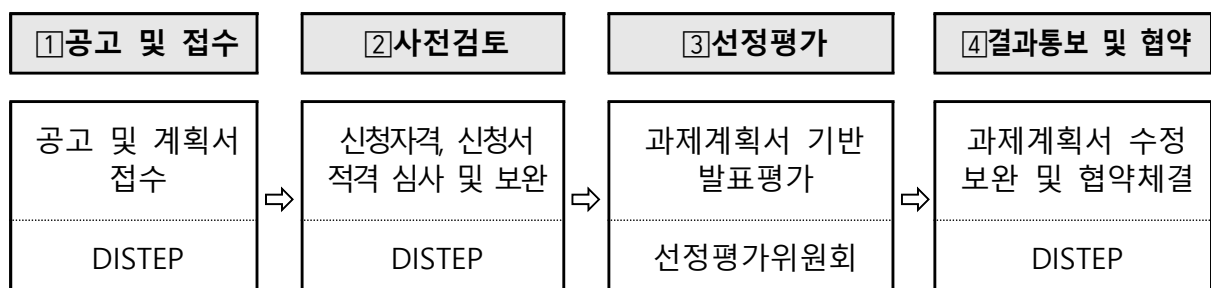 1공고 및 접수
2사전검토
3선정평가
4결과통보 및 협약
공고 및 계획서
접수
신청자격, 신청서
적격 심사 및 보완
과제계획서 기반
발표평가
과제계획서 수정
보완 및 협약체결
⇨
⇨
⇨
DISTEP
DISTEP
선정평가위원회
DISTEP